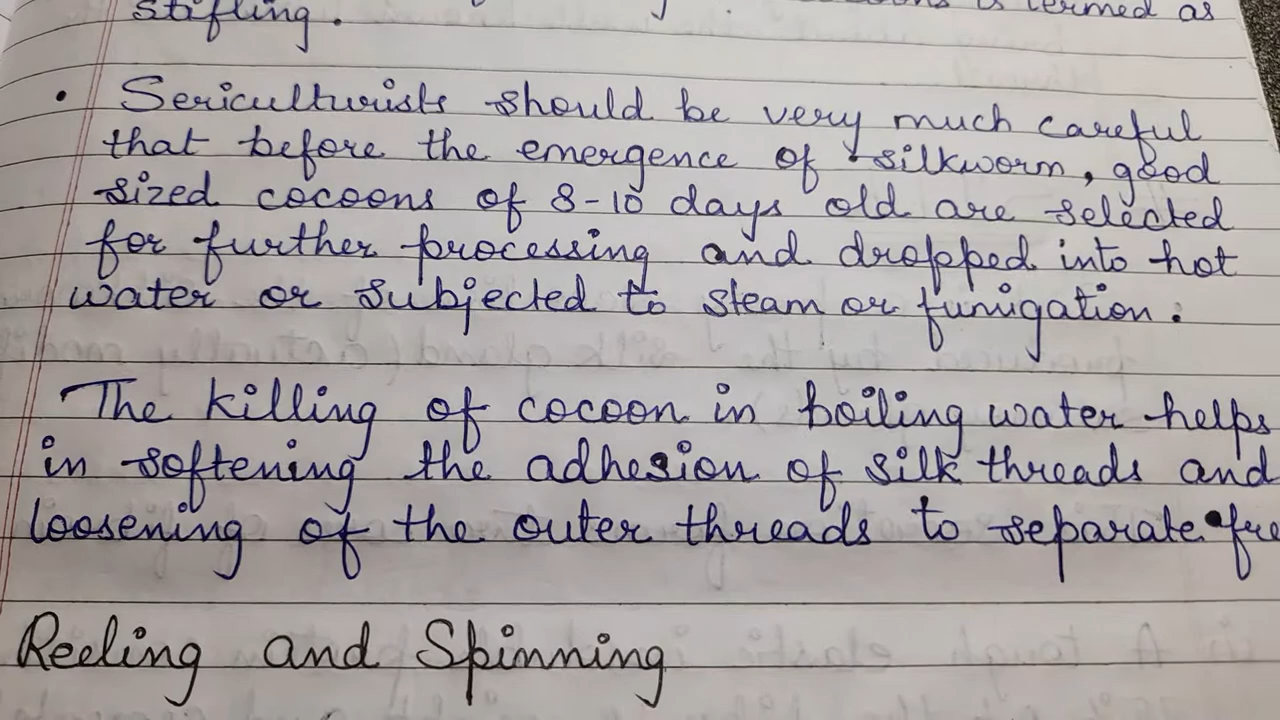 is termed as
stifling.
• Sericulturists should be very much careful
that before the emergence of silkworm, good
sized cocoons of 8-10 days old are selected
for further processing and dropped into hot
water or subjected to steam or fumigation.
The killing of cocoon in boiling water helps
in softening the adhesion of silk threads and
loosening of the outer threads to separate
Reeling and Spinning